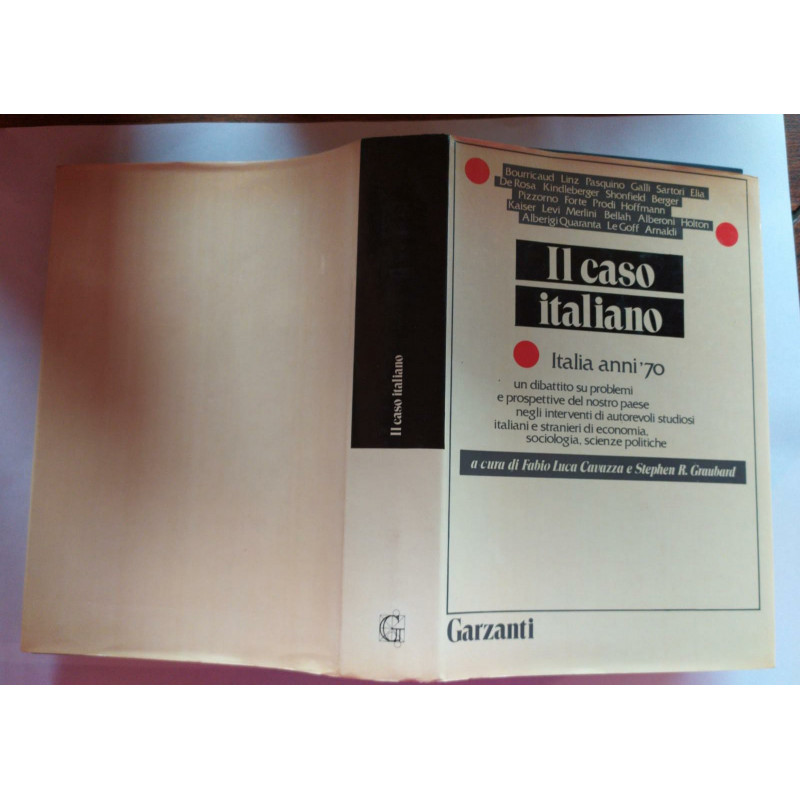 Bourricaud Linz Pasquino Galli Sartori Elia
De Rosa Kindleberger Shonfield Berger
Pizzorno Forte Prodi Hoffmann
Kaiser Levi Merlini Bellah Alberoni Holton
Alberigi Quaranta Le Goff Arnaldi
Il caso
italiano
Italia anni '70
un dibattito su problemi
e prospettive del nostro paese
negli interventi di autorevoli studiosi
italiani e stranieri di economia,
sociologia, scienze politiche
a cura di Fabio Luca Cavazza e Stephen R. Graubard
Garzanti
Il caso italiano
G